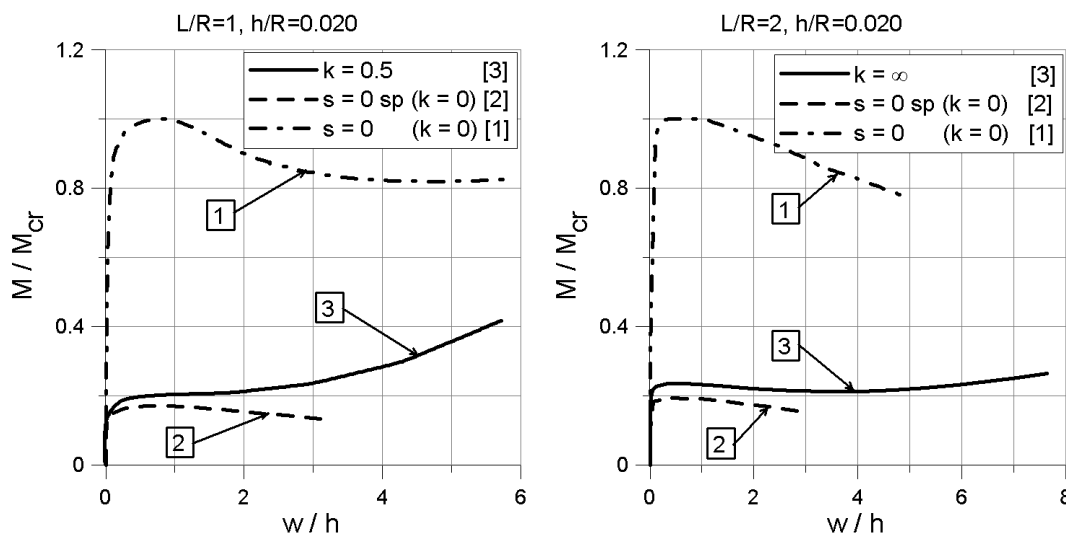 L/R=1, h/R=0.020
1.2
k = 0.5 [3]
s = 0 sp (k = 0) [2]
s = 0 (k = 0) [1]
0.8
1
M / Mcr
3
0.4
2
0
0 2 4 6
w / h
L/R=2, h/R=0.020
1.2
k = ∞ [3]
s = 0 sp (k = 0) [2]
s = 0 (k = 0) [1]
0.8
1
M / Mcr
3
0.4
2
0
0 2 4 6 8
w / h